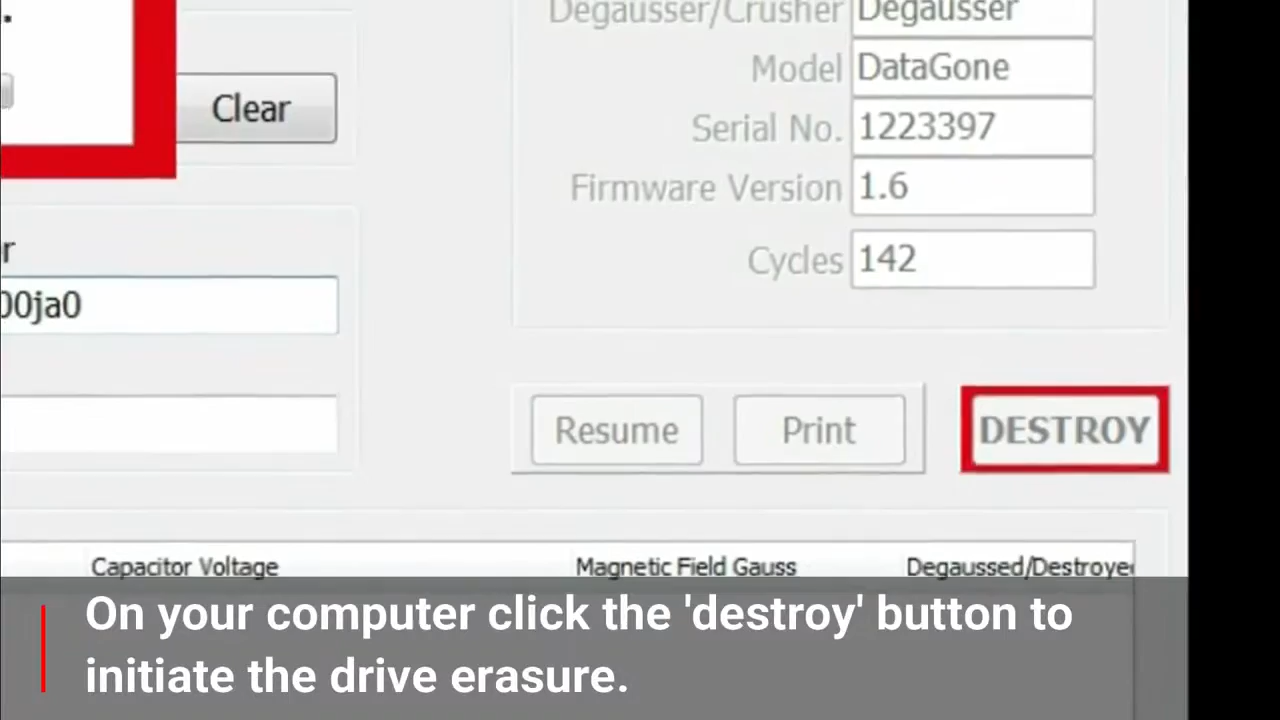 Degausser/Crusher Degausser
Model DataGone
Clear
Serial No. 1223397
Firmware Version 1.6
r
Cycles 142
00ja0
Resume Print DESTROY
Capacitor Voltage Magnetic Field Gauss Degaussed/Destroye
On your computer click the 'destroy' button to
initiate the drive erasure.